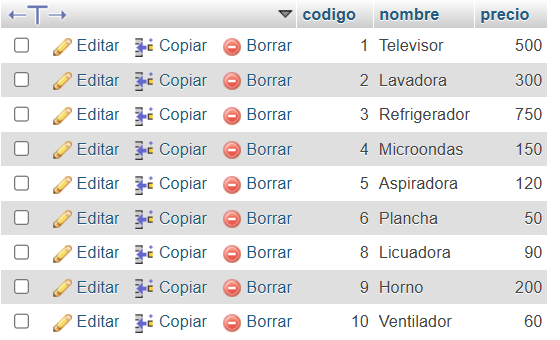 codigo nombre precio
Editar Copiar Borrar 1 Televisor 500
Editar Copiar Borrar 2 Lavadora 300
Editar Copiar Borrar 3 Refrigerador 750
Editar Copiar Borrar 4 Microondas 150
Editar Copiar Borrar 5 Aspiradora 120
Editar Copiar Borrar 6 Plancha 50
Editar Copiar Borrar 8 Licuadora 90
Editar Copiar Borrar 9 Horno 200
Editar Copiar Borrar 10 Ventilador 60